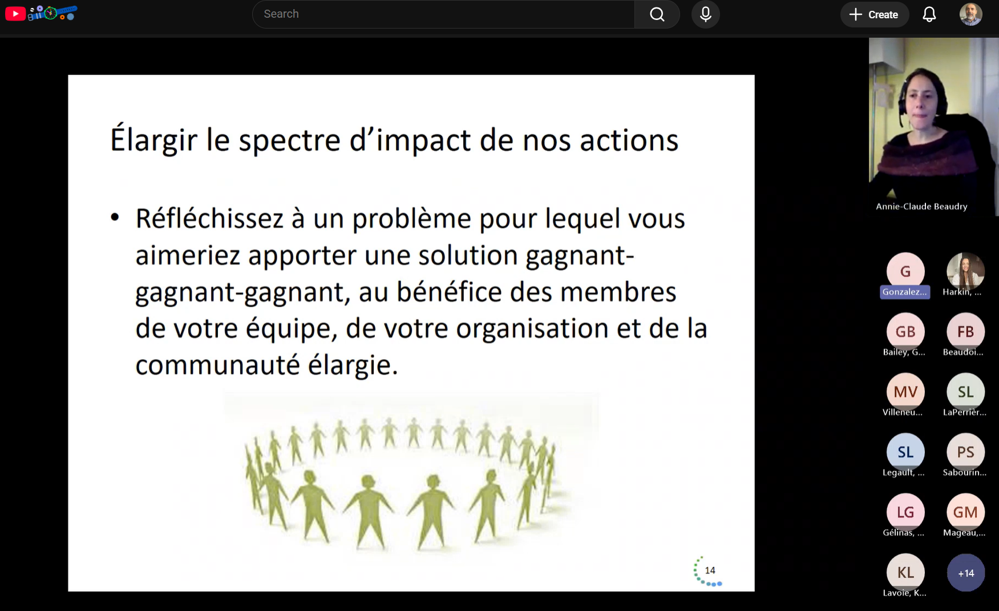 Search
Create
Élargir le spectre d’impact de nos actions
• Réfléchissez à un problème pour lequel vous
aimeriez apporter une solution gagnant-
gagnant-gagnant, au bénéfice des membres
de votre équipe, de votre organisation et de la
communauté élargie.
14
Annie-Claude Beaudry
G
Gonzalez...
Harkin, ...
GB
FB
Bailey, G...
Beaudoi...
MV
SL
Villeneu...
LaPerrièr...
SL
PS
Legault, ...
Sabourin...
LG
GM
Gélinas, ...
Mageau,...
KL
+14
Lavoie, K...